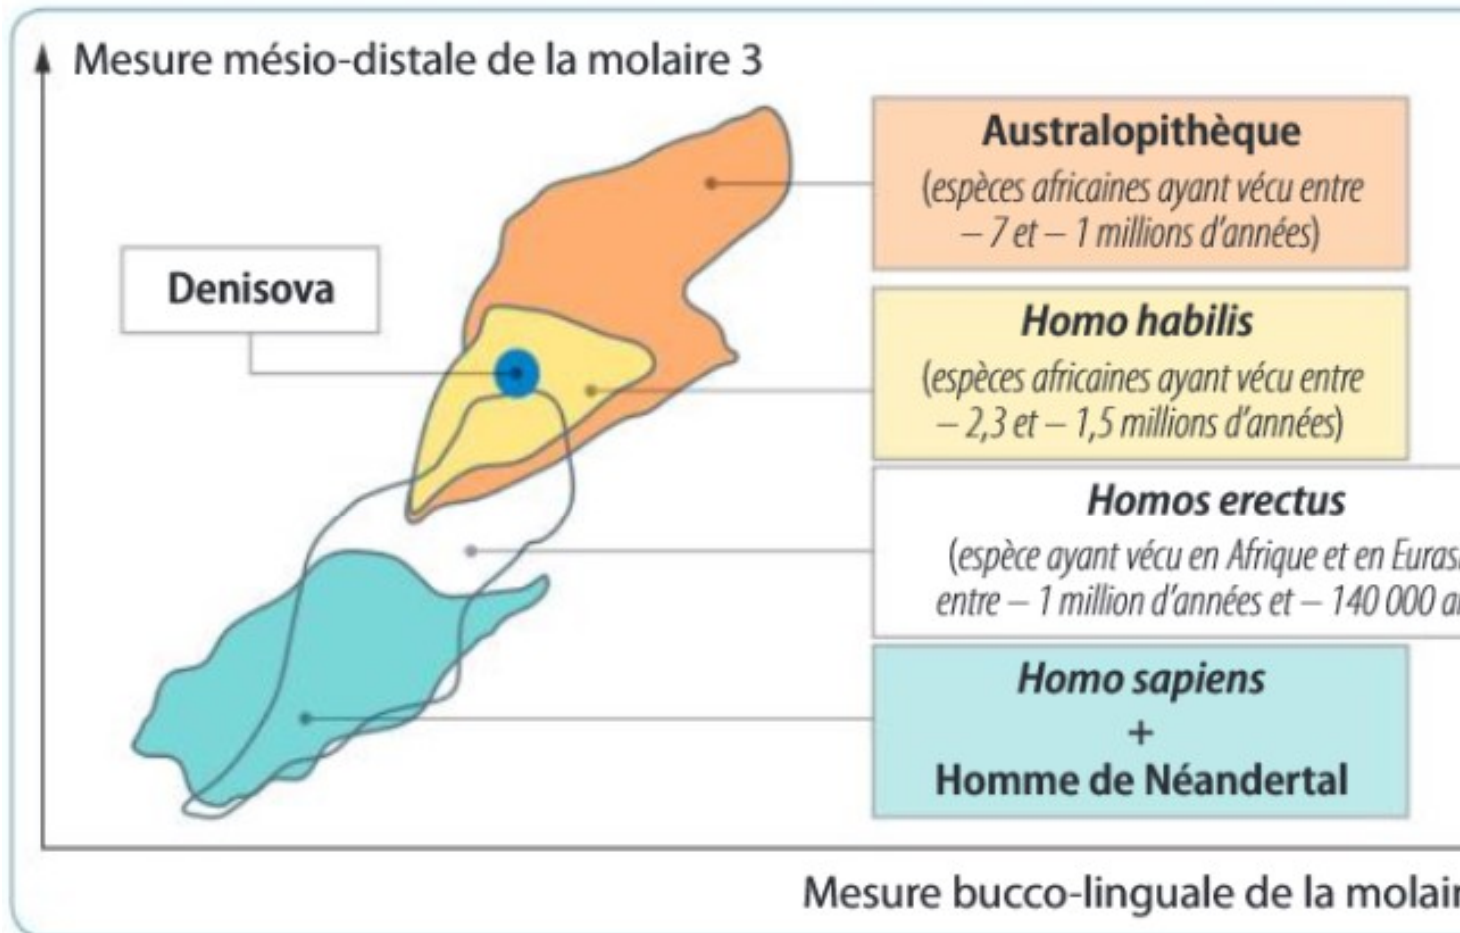 Mesure mésio-distale de la molaire 3
Australopithèque
(espèces africaines ayant vécu entre
– 7 et – 1 millions d'années)
Denisova
Homo habilis
(espèces africaines ayant vécu entre
– 2,3 et – 1,5 millions d'années)
Homos erectus
(espèce ayant vécu en Afrique et en
entre – 1 million d'années et – 140 000
Homo sapiens
+
Homme de Néandertal
Mesure bucco-linguale de la